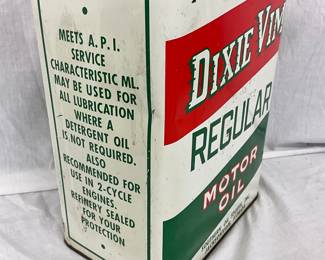 MEETS A.P.I.
SERVICE
CHARACTERISTIC ML.
MAY BE USED FOR
ALL LUBRICATION
WHERE A
DETERGENT OIL
IS NOT REQUIRED.
ALSO
RECOMMENDED FOR
USE IN 2-CYCLE
ENGINES.
REFINERY SEALED
FOR YOUR
PROTECTION
DIXIE VIM
REGULAR
MOTOR
OIL